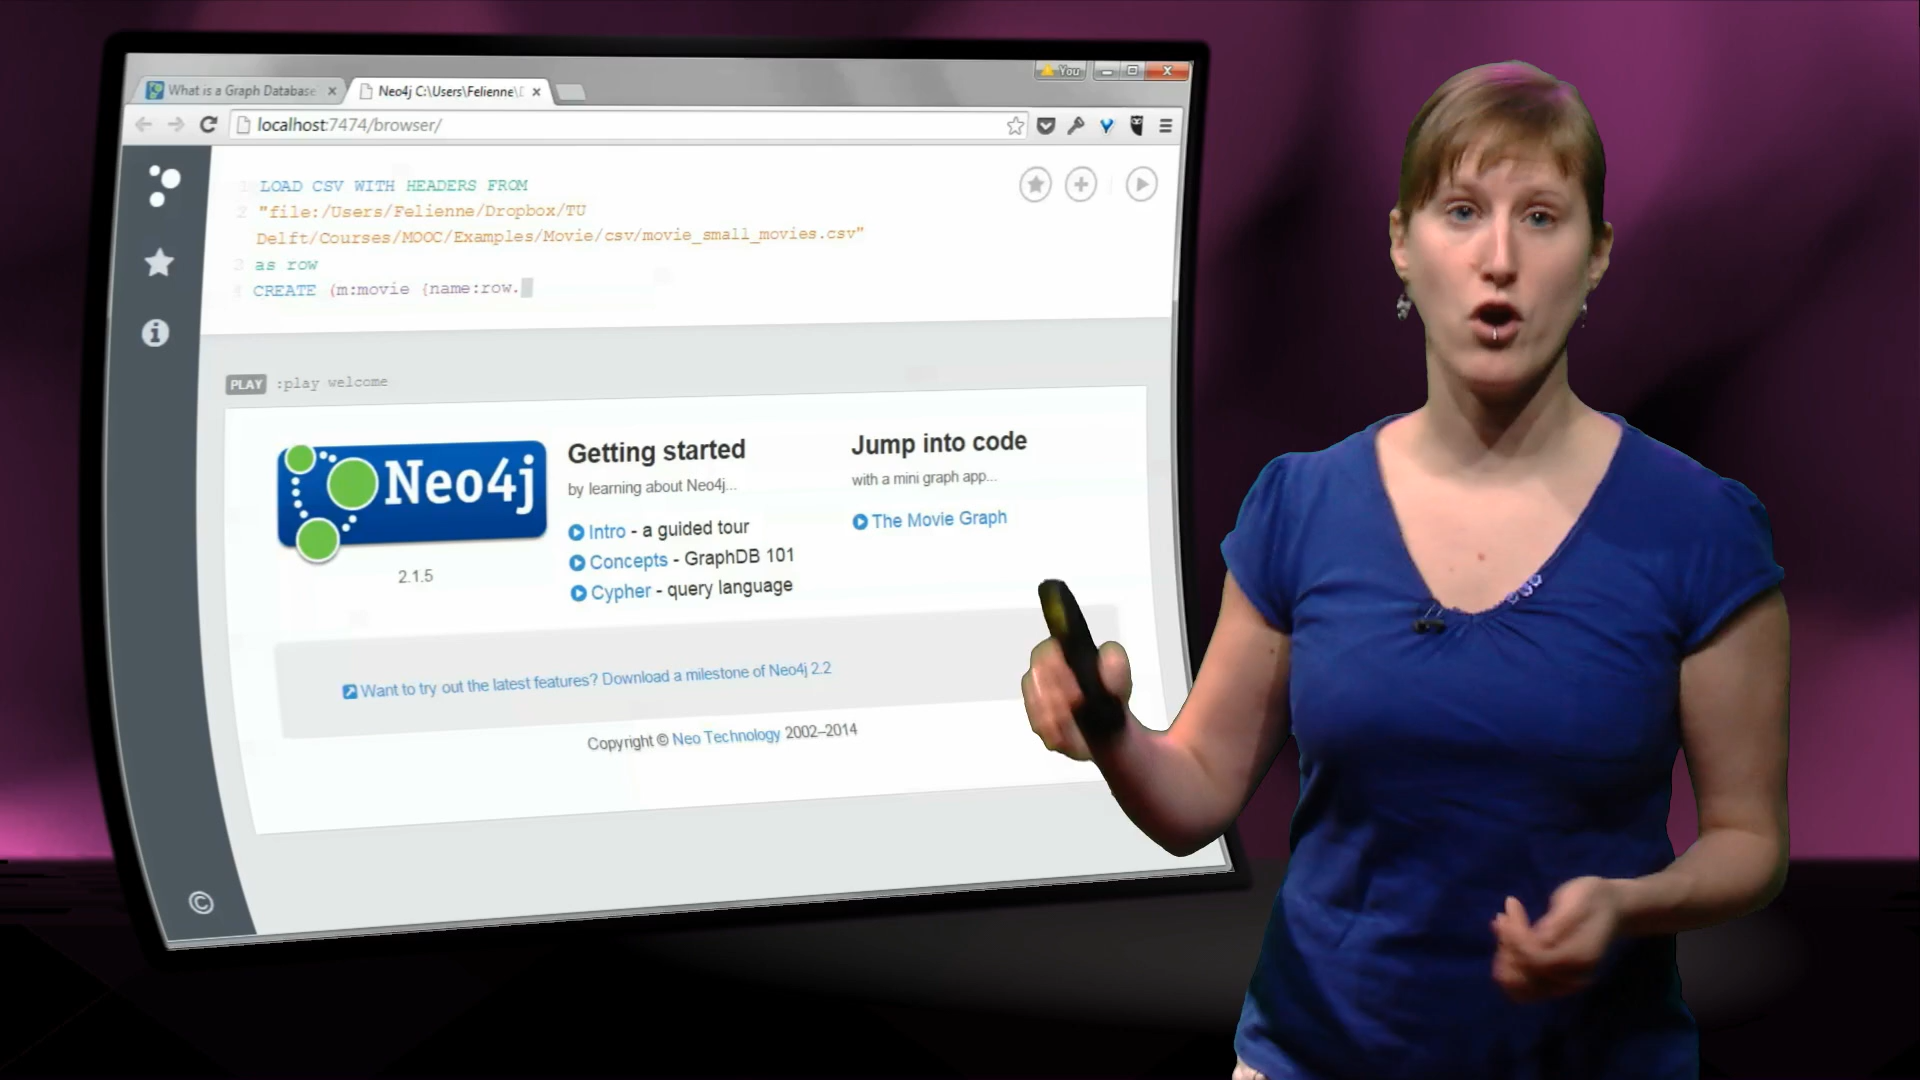 What is a Graph Database
Neo4j C:\Users\Felienne\D
You
localhost:7474/browser/
1 LOAD CSV WITH HEADERS FROM
2 "file:/Users/Felienne/Dropbox/TU
Delft/Courses/MOOC/Examples/Movie/csv/movie_small_movies.csv"
3 as row
4 CREATE (m:movie {name:row.
PLAY :play welcome
Neo4j
2.1.5
Getting started
by learning about Neo4j...
Intro - a guided tour
Concepts - GraphDB 101
Cypher - query language
Jump into code
with a mini graph app...
The Movie Graph
Want to try out the latest features? Download a milestone of Neo4j 2.2
Copyright © Neo Technology 2002–2014
©